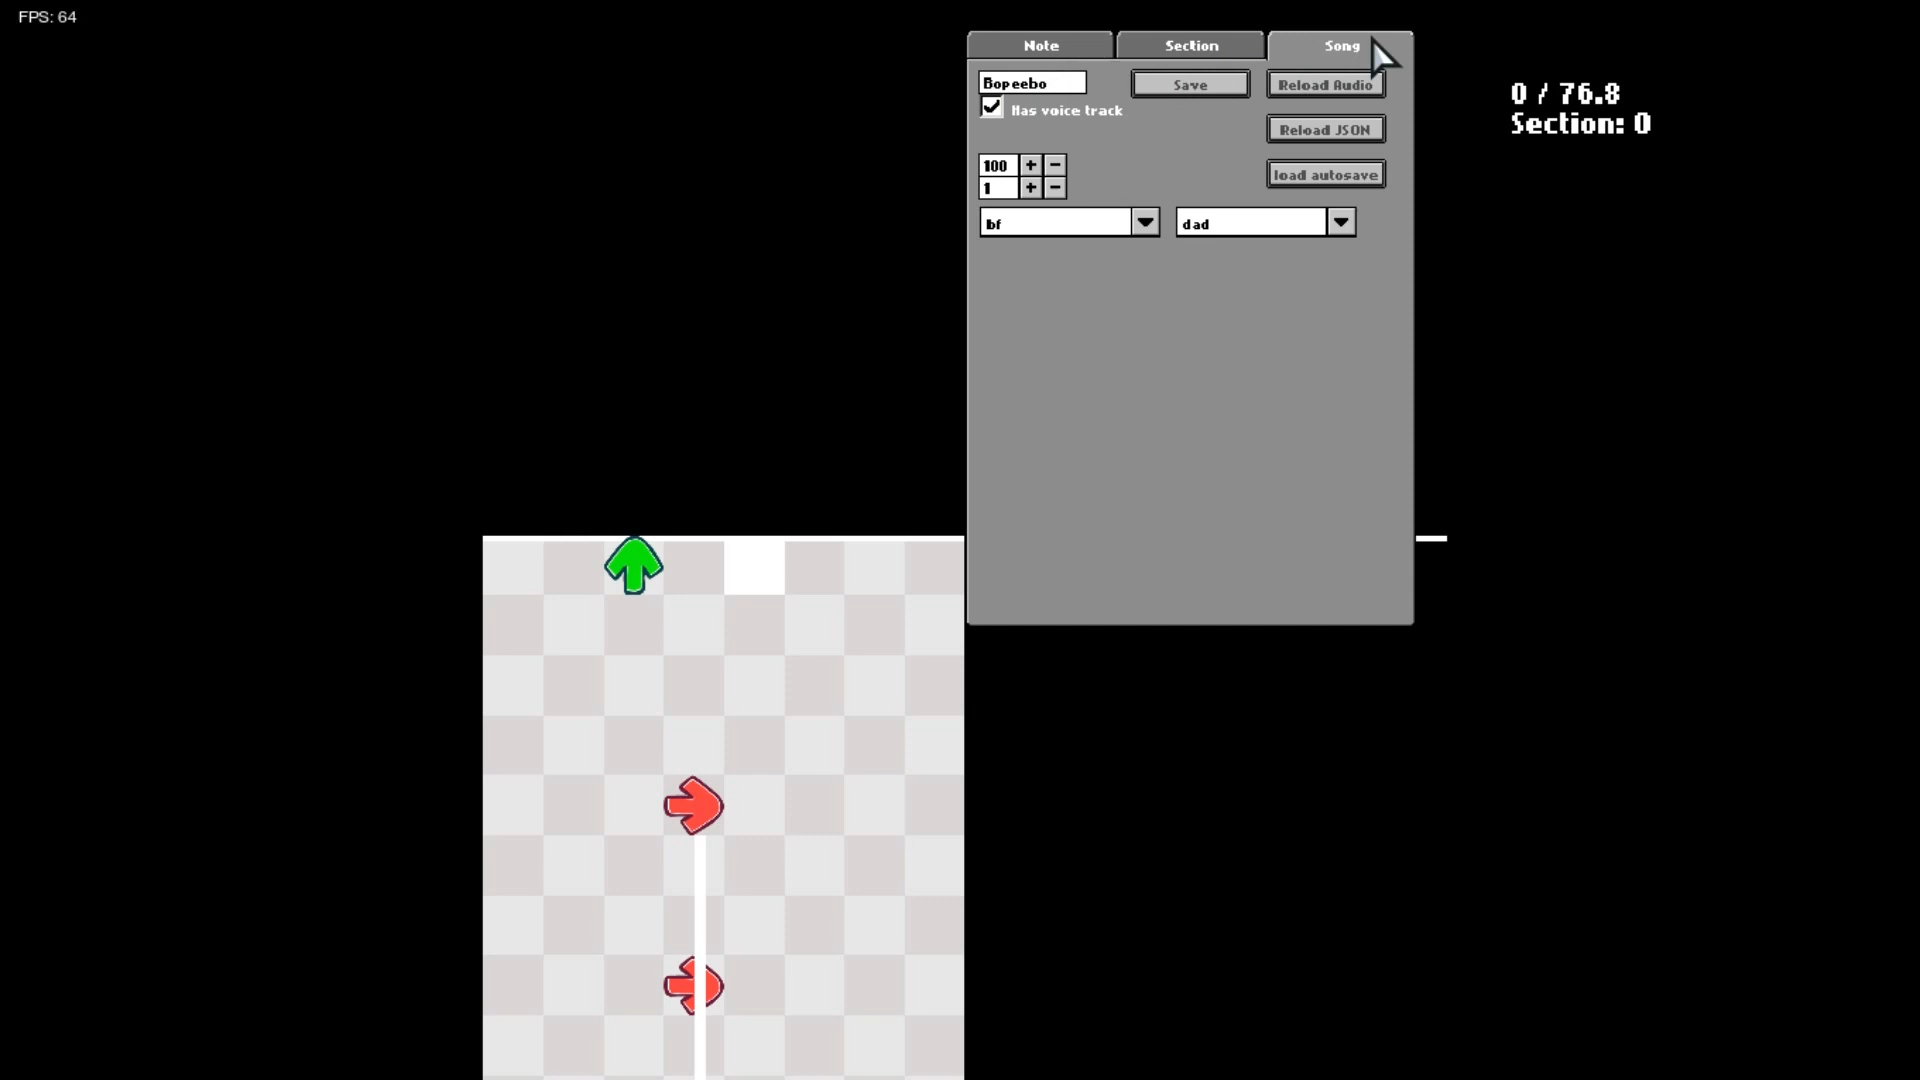 FPS: 64
Note Section Song
Bopeebo Save Reload Audio
Has voice track
Reload JSON
100 + -
load autosave
1 + -
bf dad
0 / 76.8
Section: 0